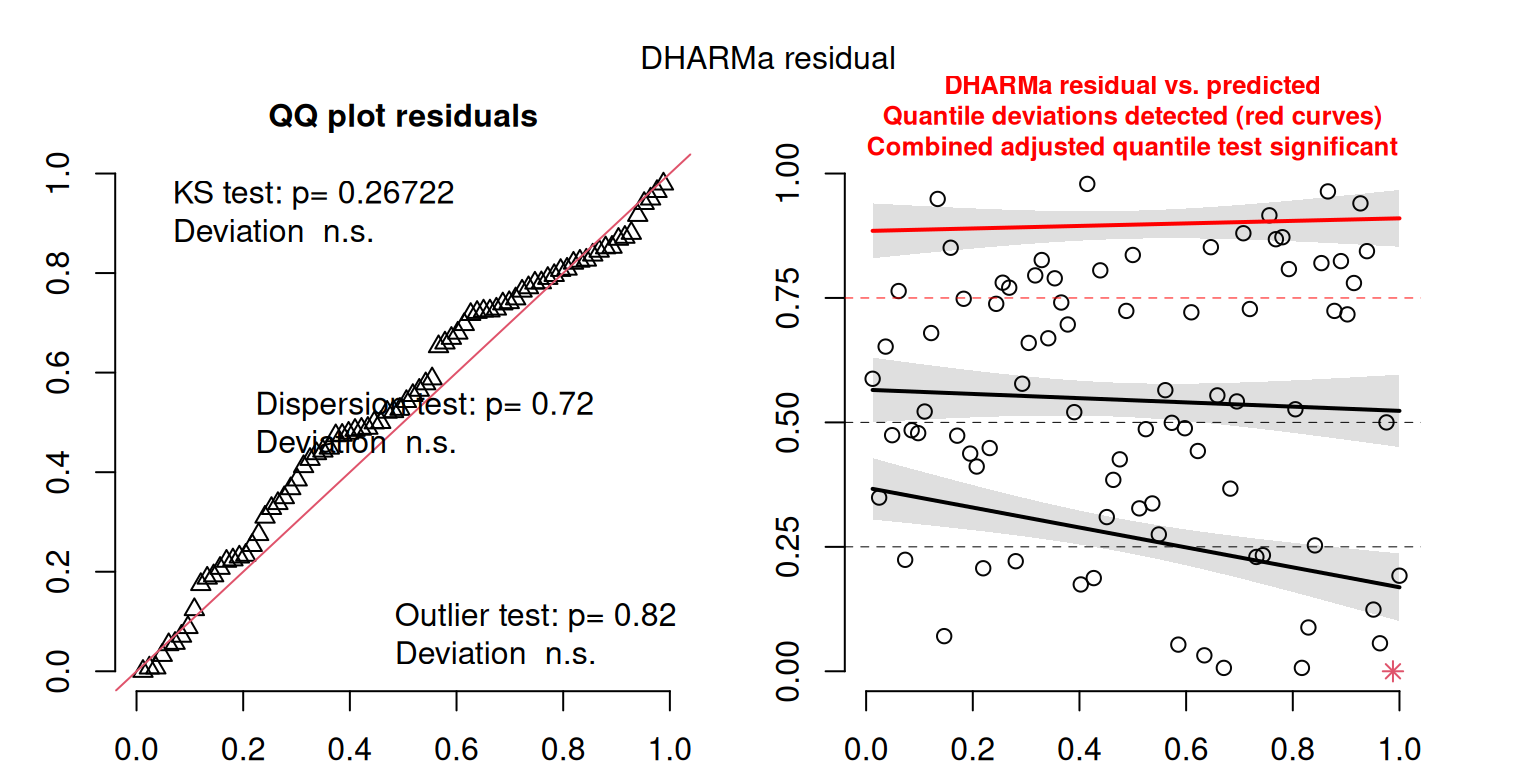 DHARMa residual
QQ plot residuals
KS test: p= 0.26722
Deviation  n.s.
Dispersion test: p= 0.72
Deviation  n.s.
Outlier test: p= 0.82
Deviation  n.s.
1.0
0.8
0.6
0.4
0.2
0.0
0.0 0.2 0.4 0.6 0.8 1.0
DHARMa residual vs. predicted
Quantile deviations detected (red curves)
Combined adjusted quantile test significant
1.00
0.75
0.50
0.25
0.00
0.0 0.2 0.4 0.6 0.8 1.0